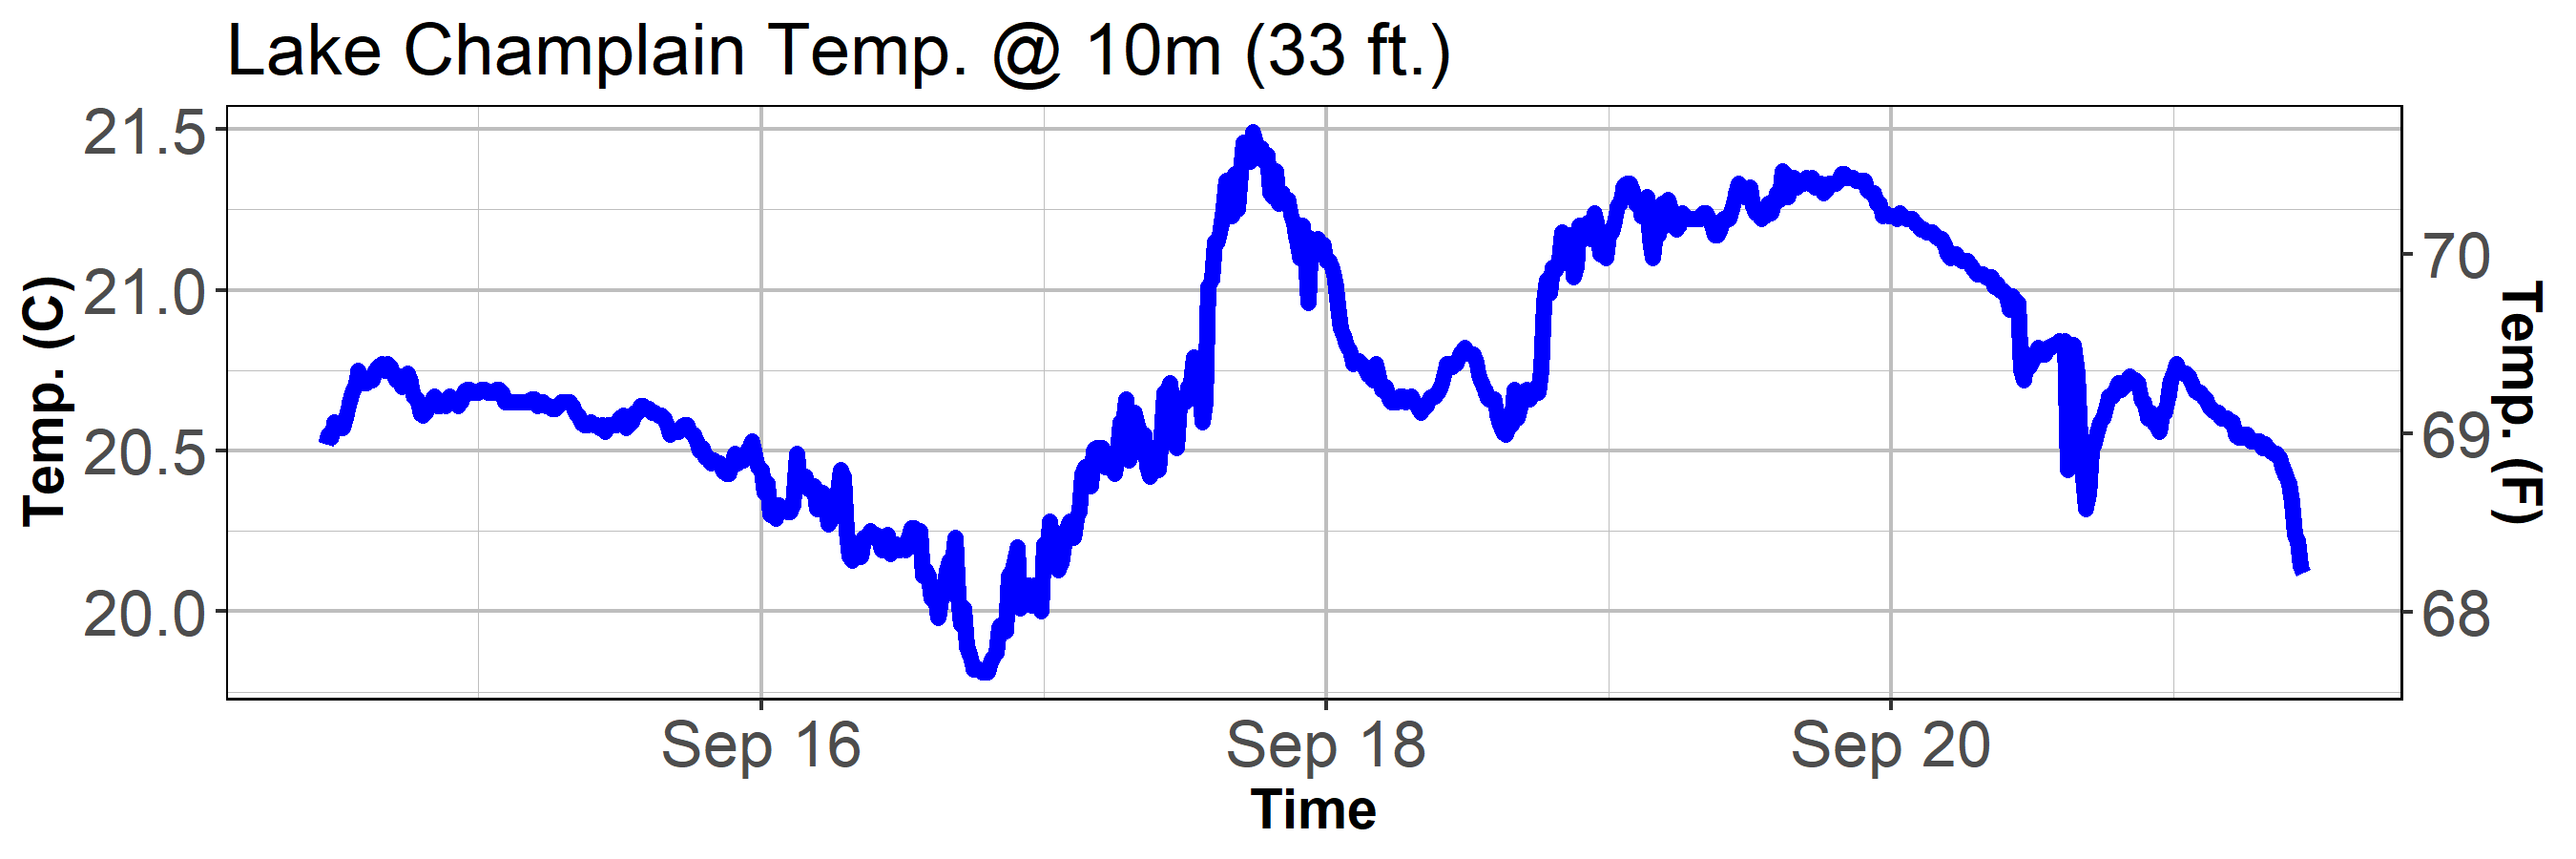 Lake Champlain Temp. @ 10m (33 ft.)
Temp. (C)
21.5
21.0
20.5
20.0
70
69
68
Temp. (F)
Sep 16
Sep 18
Sep 20
Time